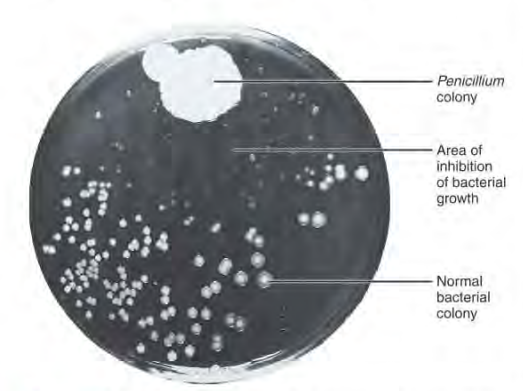 Penicillium
colony
Area of
inhibition
of bacterial
growth
Normal
bacterial
colony